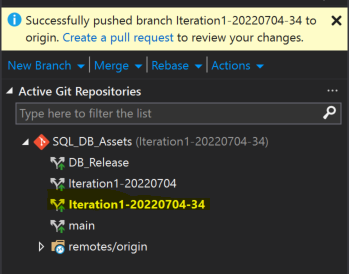 Successfully pushed branch Iteration1-20220704-34 to
origin. Create a pull request to review your changes.
New Branch Merge Rebase Actions
Active Git Repositories
Type here to filter the list
SQL_DB_Assets (Iteration1-20220704-34)
DB_Release
Iteration1-20220704
Iteration1-20220704-34
main
remotes/origin